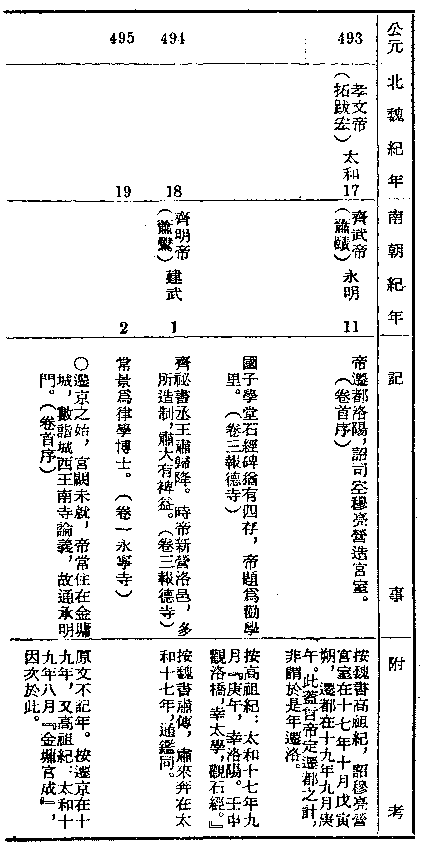 公元
北魏紀年
南朝紀年
記事
附考
493
孝文帝
(拓跋宏)
太和
17
齊武帝
(蕭賾)
永明
11
帝遷都洛陽,詔司空穆亮營造宮室。
(卷首序)
按魏書高祖紀,詔穆亮營
宮室在十七年十月戊寅
朔,遷都在十九年九月庚
午。此蓋言帝定遷都之計,
非謂於是年遷洛。
國子學堂石經碑猶有四存,帝題爲勸學
里。(卷三報德寺)
按高祖紀:太和十七年九
月『庚午,幸洛陽。壬申
觀洛橋,幸太學,觀石經。』
494
18
齊明帝
(蕭鸞)
建武
1
齊祕書丞王肅歸降。時帝新營洛邑,多
所造制,肅大有裨益。(卷三報德寺)
按魏書肅傳,肅來奔在太
和十七年,通鑑同。
495
19
2
常景爲律學博士。(卷一永寧寺)
○遷京之始,宮闕未就,帝常住在金墉
城,數詣城西王南寺論義,故通承明
門。(卷首序)
原文不記年。按遷京在十
九年,又高祖紀:太和十
九年八月『金墉宮成』,
因次於此。